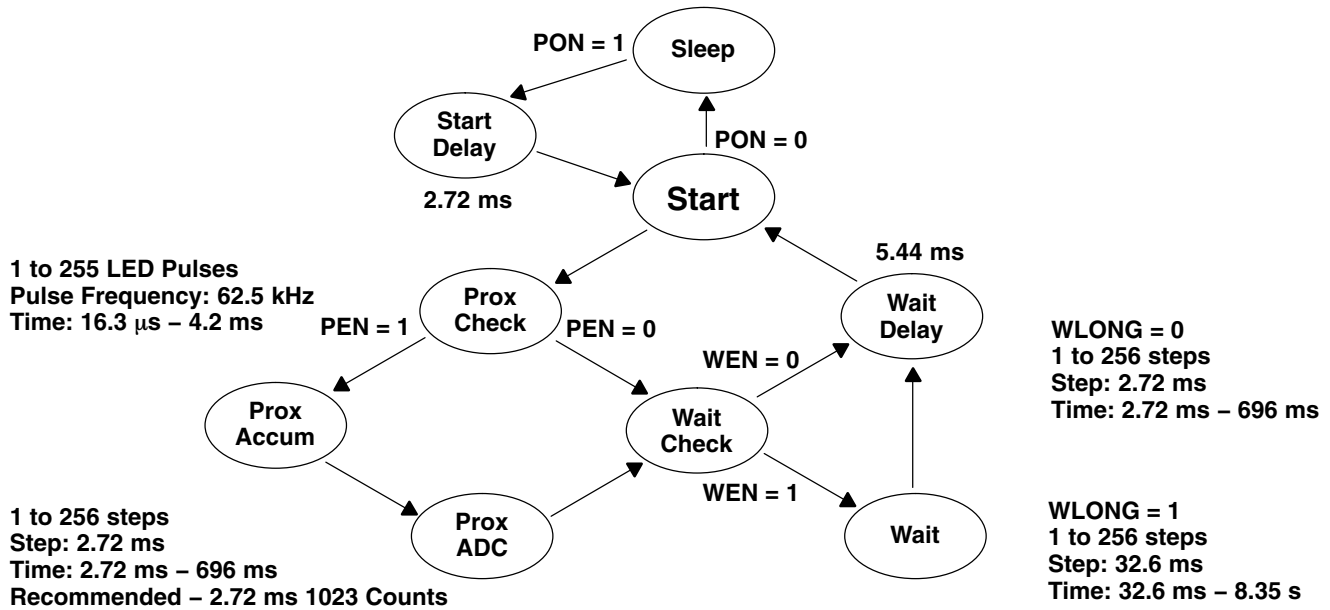 PON = 1
Sleep
Start
Delay
PON = 0
2.72 ms
Start
5.44 ms
1 to 255 LED Pulses
Pulse Frequency: 62.5 kHz
Time: 16.3 μs − 4.2 ms
Prox
Check
Wait
Delay
PEN = 1
PEN = 0
WLONG = 0
1 to 256 steps
Step: 2.72 ms
Time: 2.72 ms − 696 ms
WEN = 0
Prox
Accum
Wait
Check
WEN = 1
1 to 256 steps
Step: 2.72 ms
Time: 2.72 ms − 696 ms
Recommended − 2.72 ms 1023 Counts
Prox
ADC
Wait
WLONG = 1
1 to 256 steps
Step: 32.6 ms
Time: 32.6 ms − 8.35 s